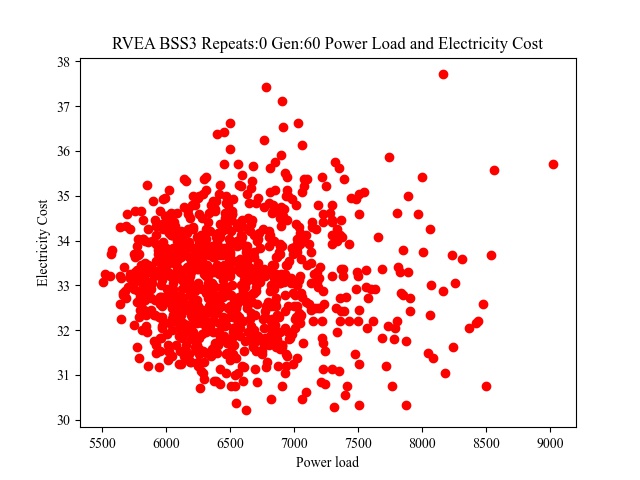 RVEA BSS3 Repeats:0 Gen:60 Power Load and Electricity Cost
38
37
36
35
34
33
32
31
30
Electricity Cost
5500 6000 6500 7000 7500 8000 8500 9000
Power load